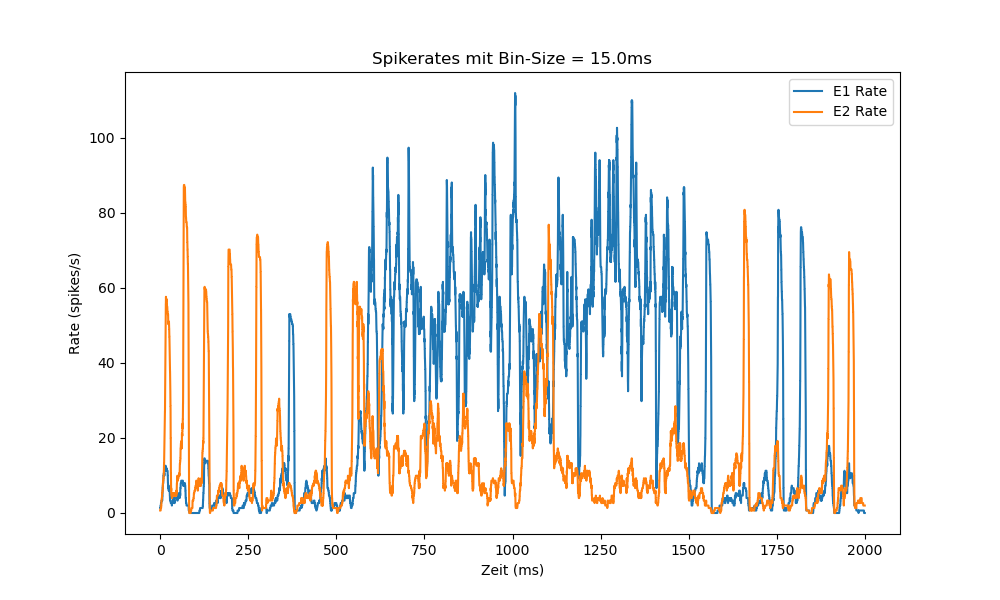 Spikerates mit Bin-Size = 15.0ms
E1 Rate
E2 Rate
100
80
60
40
20
0
Rate (spikes/s)
0 250 500 750 1000 1250 1500 1750 2000
Zeit (ms)